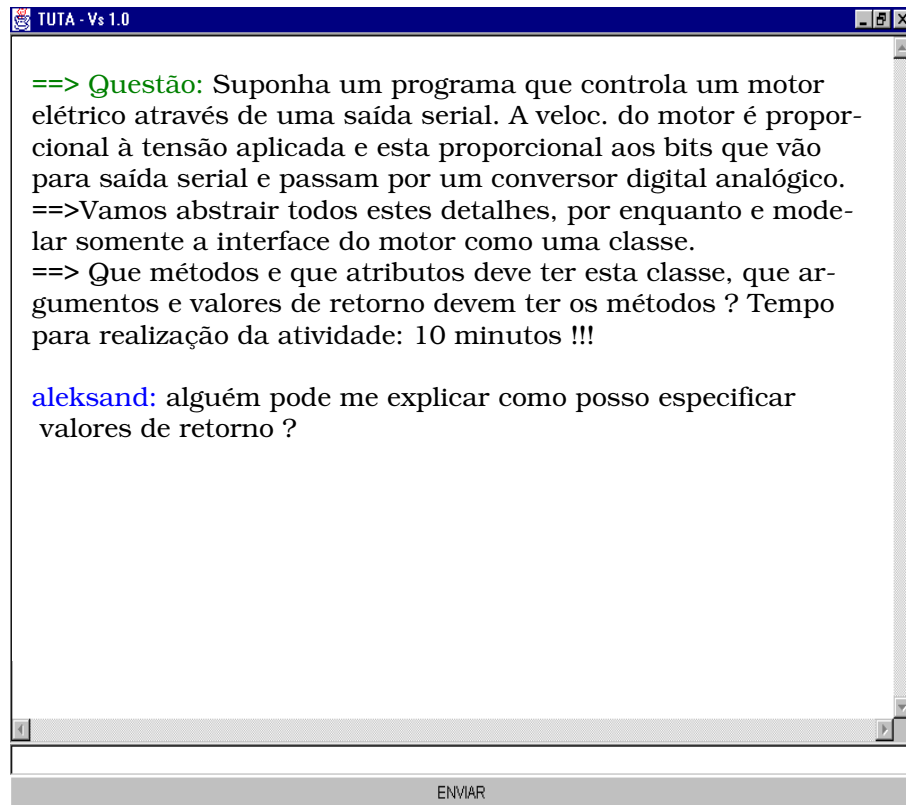 TUTA - Vs 1.0
==> Questão: Suponha um programa que controla um motor
elétrico através de uma saída serial. A veloc. do motor é propor-
cional à tensão aplicada e esta proporcional aos bits que vão
para saída serial e passam por um conversor digital analógico.
==>Vamos abstrair todos estes detalhes, por enquanto e mode-
lar somente a interface do motor como uma classe.
==> Que métodos e que atributos deve ter esta classe, que ar-
gumentos e valores de retorno devem ter os métodos ? Tempo
para realização da atividade: 10 minutos !!!
aleksand: alguém pode me explicar como posso especificar
valores de retorno ?
ENVIAR